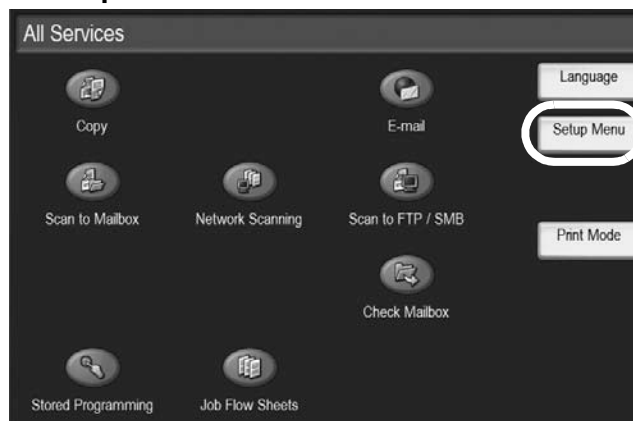 All Services
Language
Copy
E-mail
Setup Menu
Scan to Mailbox
Network Scanning
Scan to FTP / SMB
Print Mode
Check Mailbox
Stored Programming
Job Flow Sheets